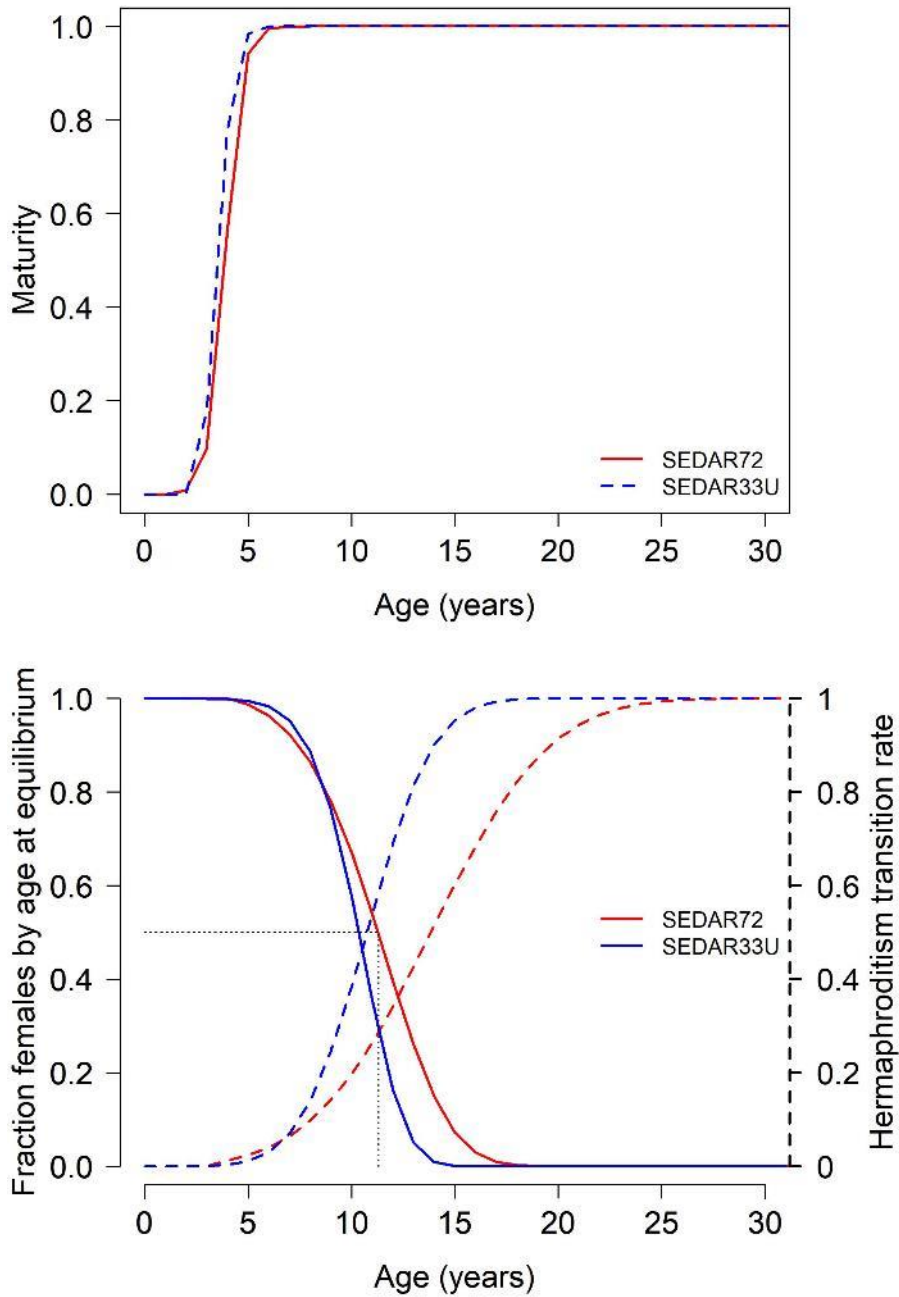 Maturity
1.0
0.8
0.6
0.4
0.2
0.0
SEDAR72
SEDAR33U
0 5 10 15 20 25 30
Age (years)
Fraction females by age at equilibrium
1.0
0.8
0.6
0.4
0.2
0.0
SEDAR72
SEDAR33U
1
0.8
0.6
0.4
0.2
0
Hermaphroditism transition rate
0 5 10 15 20 25 30
Age (years)